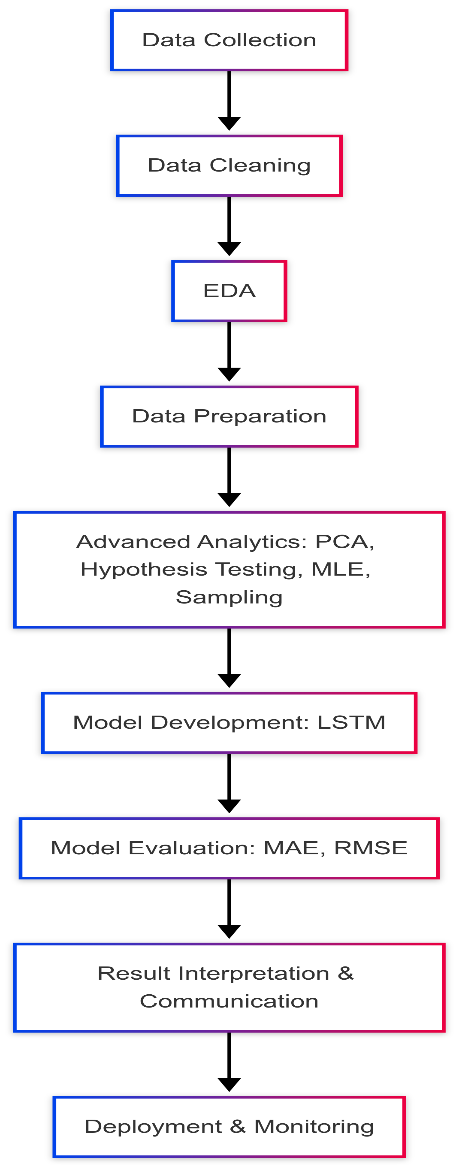 Data Collection
Data Cleaning
EDA
Data Preparation
Advanced Analytics: PCA,
Hypothesis Testing, MLE,
Sampling
Model Development: LSTM
Model Evaluation: MAE, RMSE
Result Interpretation &
Communication
Deployment & Monitoring